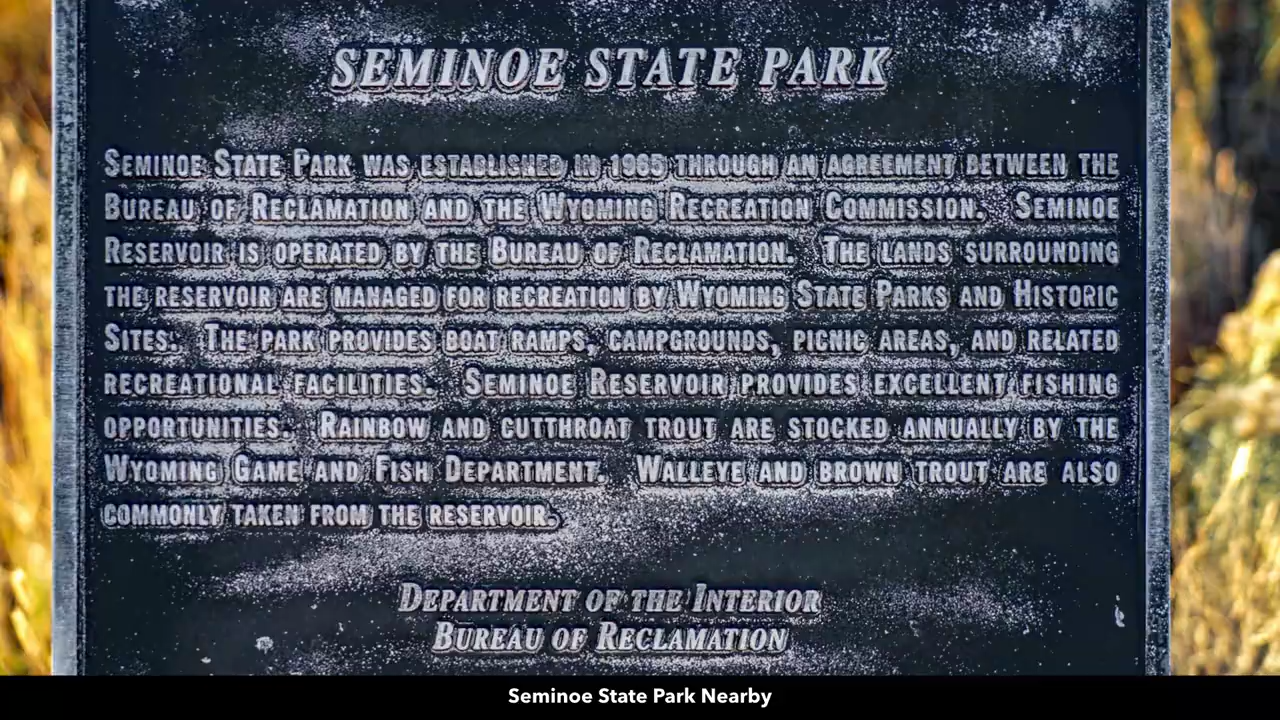 SEMINOE STATE PARK
SEMINOE STATE PARK WAS ESTABLISHED IN 1965 THROUGH AN AGREEMENT BETWEEN THE
BUREAU OF RECLAMATION AND THE WYOMING RECREATION COMMISSION. SEMINOE
RESERVOIR IS OPERATED BY THE BUREAU OF RECLAMATION. THE LANDS SURROUNDING
THE RESERVOIR ARE MANAGED FOR RECREATION BY WYOMING STATE PARKS AND HISTORIC
SITES. THE PARK PROVIDES BOAT RAMPS, CAMPGROUNDS, PICNIC AREAS, AND RELATED
RECREATIONAL FACILITIES. SEMINOE RESERVOIR PROVIDES EXCELLENT FISHING
OPPORTUNITIES. RAINBOW AND CUTTHROAT TROUT ARE STOCKED ANNUALLY BY THE
WYOMING GAME AND FISH DEPARTMENT. WALLEYE AND BROWN TROUT ARE ALSO
COMMONLY TAKEN FROM THE RESERVOIR.
DEPARTMENT OF THE INTERIOR
BUREAU OF RECLAMATION
Seminoe State Park Nearby